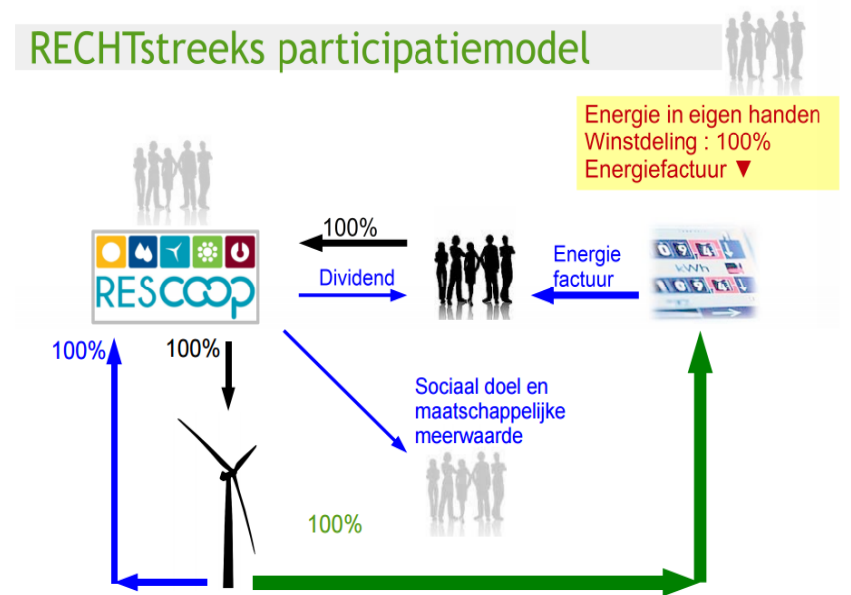 RECHTstreeks participatiemodel
Energie in eigen handen
Winstdeling : 100%
Energiefactuur ▼
100%
Dividend
Energie
factuur
kWh
REScoop
100%
100%
Sociaal doel en
maatschappelijke
meerwaarde
100%